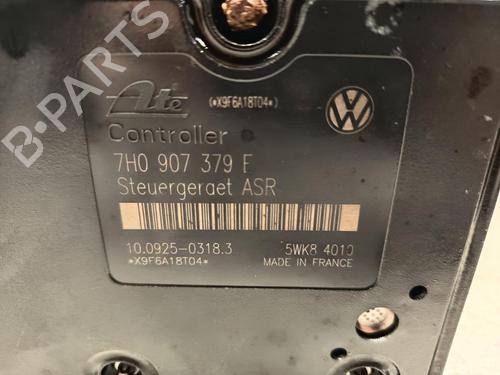 Ate (*X9F6A18T04*)
Controller
7H0 907 379 F
Steuergeraet ASR
10.0925-0318.3 5WK8 4010
*X9F6A18T04* MADE IN FRANCE
B-PARTS